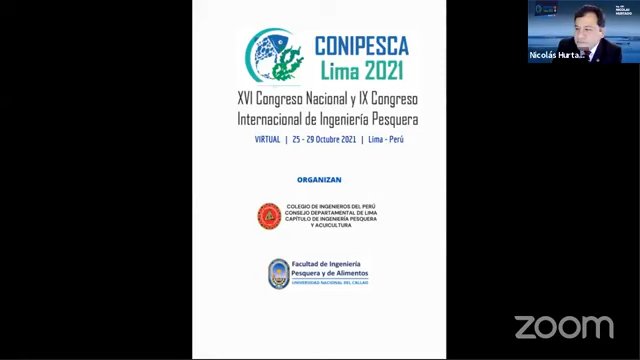 CONIPESCA
Lima 2021
XVI Congreso Nacional y IX Congreso
Internacional de Ingeniería Pesquera
VIRTUAL | 25 - 29 Octubre 2021 | Lima - Perú
ORGANIZAN
COLEGIO DE INGENIEROS DEL PERÚ
CONSEJO DEPARTAMENTAL DE LIMA
CAPÍTULO DE INGENIERÍA PESQUERA
Y ACUICULTURA
Facultad de Ingeniería
Pesquera y de Alimentos
UNIVERSIDAD NACIONAL DEL CALLAO
NICOLÁS
HURTADO
Nicolás Hurta...
zoom